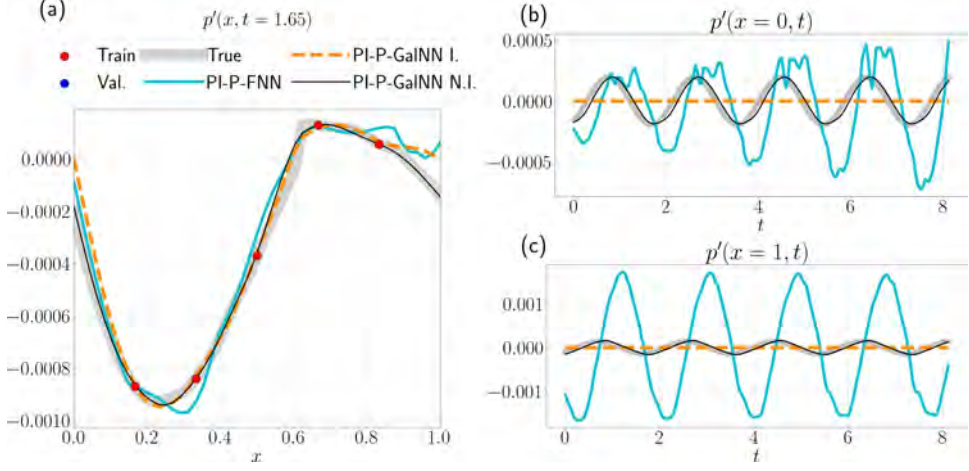 (a)
p′(x, t = 1.65)
Train True PI-P-GalNN I.
Val. PI-P-FNN PI-P-GalNN N.I.
0.0000
−0.0002
−0.0004
−0.0006
−0.0008
−0.0010
0.0 0.2 0.4 0.6 0.8 1.0
x
(b)
p′(x = 0, t)
0.0005
0.0000
−0.0005
0 2 4 6 8
t
(c)
p′(x = 1, t)
0.001
0.000
−0.001
0 2 4 6 8
t